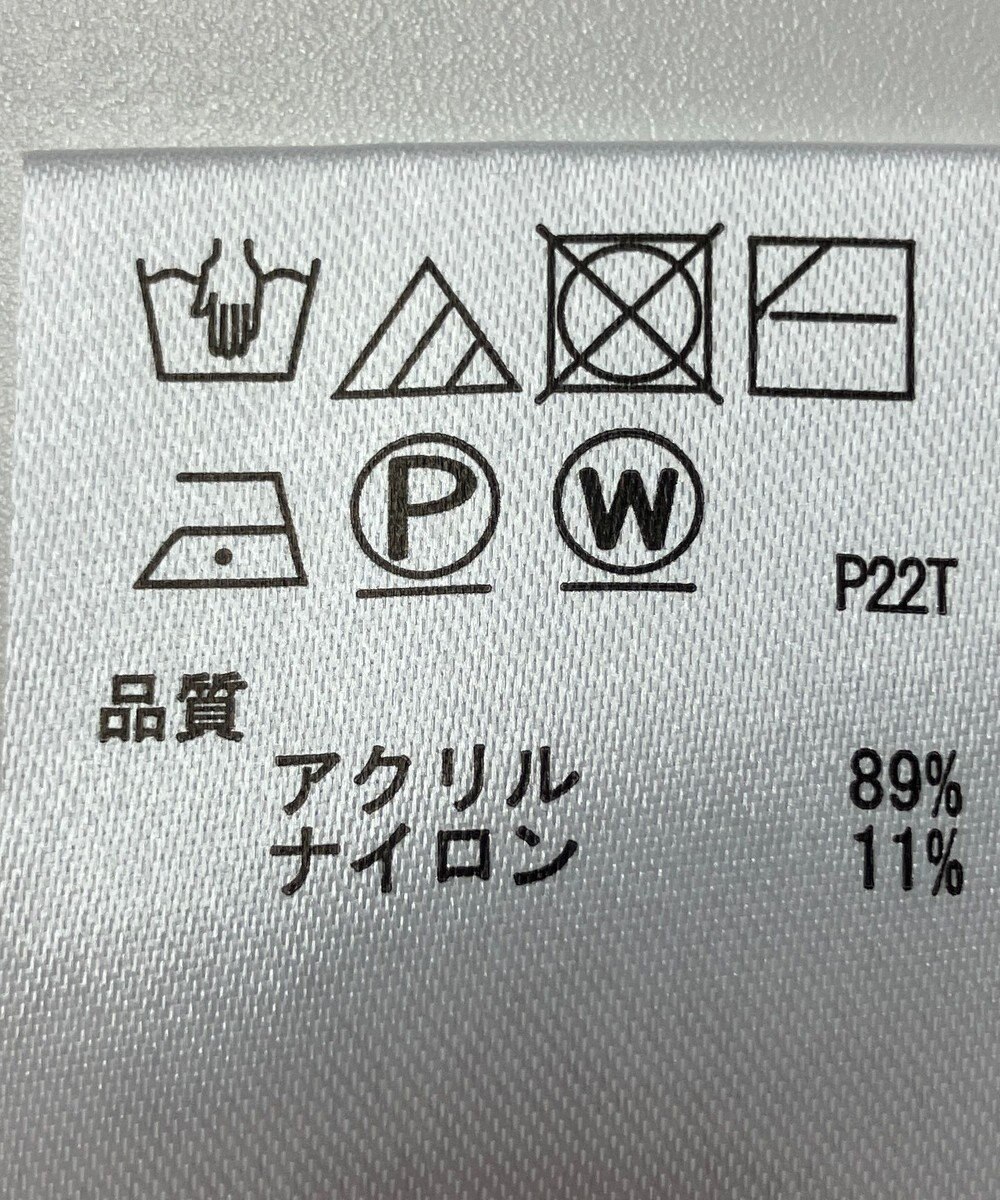 P W
P22T
品質
アクリル 89%
ナイロン 11%